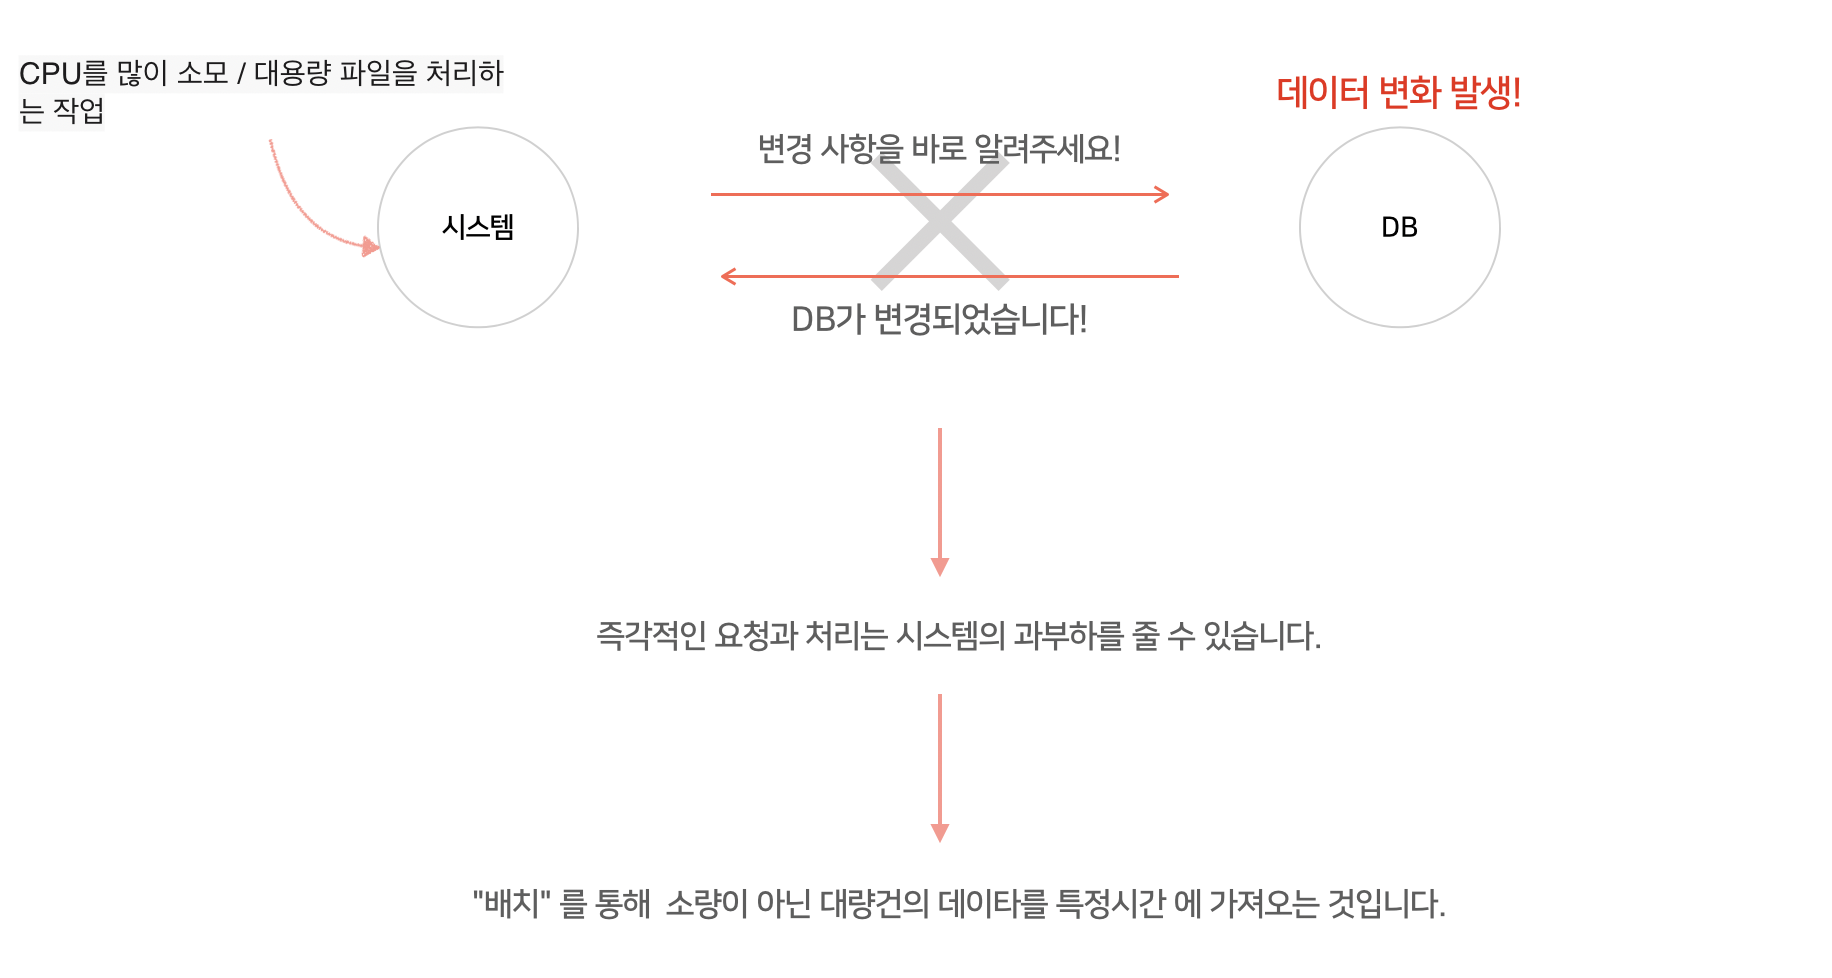 CPU를 많이 소모 / 대용량 파일을 처리하
는 작업
데이터 변화 발생!
변경 사항을 바로 알려주세요!
시스템
DB
DB가 변경되었습니다!
즉각적인 요청과 처리는 시스템의 과부하를 줄 수 있습니다.
"배치" 를 통해  소량이 아닌 대량건의 데이타를 특정시간 에 가져오는 것입니다.